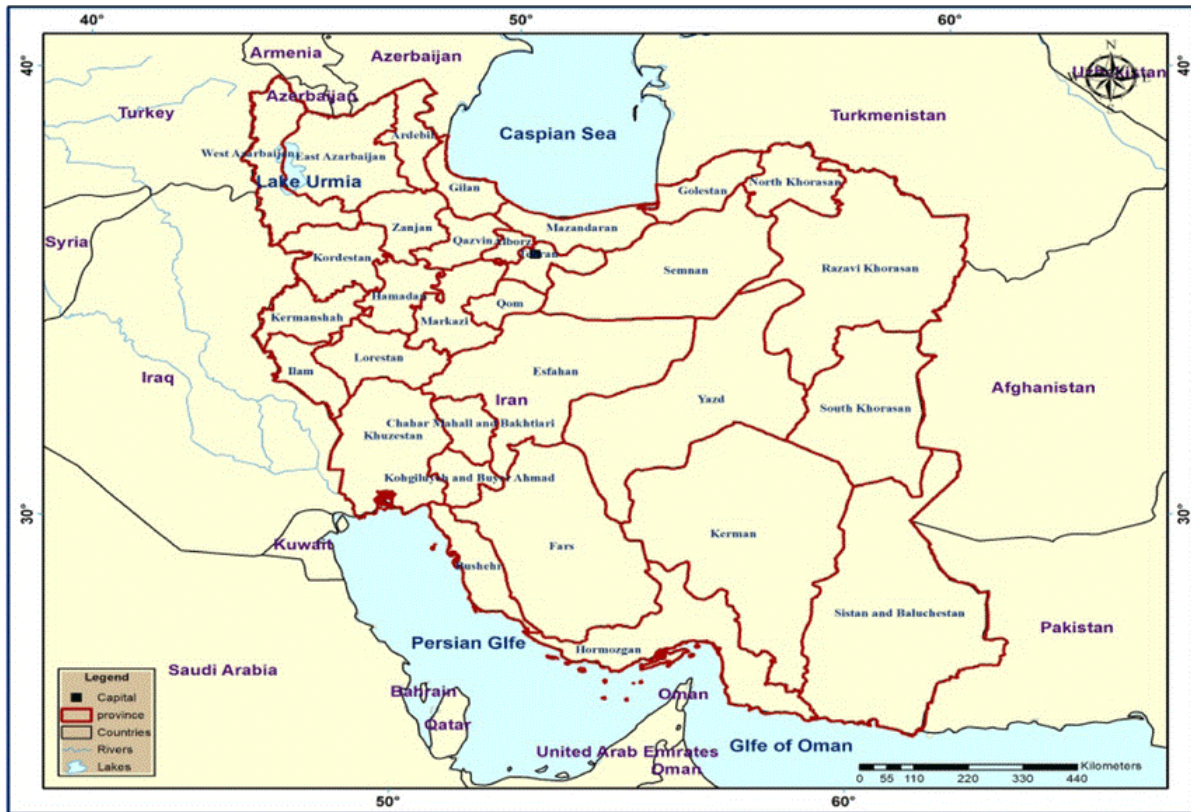 40°
50°
60°
40°
40°
Armenia
Azerbaijan
Azerbaijan
Turkey
Caspian Sea
Turkmenistan
N
Ardebil
West Azarbaijan
East Azarbaijan
Lake Urmia
Gilan
Golestan
North Khorasan
Syria
Zanjan
Mazandaran
Qazvin
Alborz
Kordestan
Semnan
Razavi Khorasan
Hamadan
Qom
Kermanshah
Markazi
Lorestan
Ilam
Esfahan
Iraq
Iran
Yazd
Afghanistan
South Khorasan
Chahar Mahall and Bakhtiari
Khuzestan
Kohgiluyeh and Buyer Ahmad
30°
30°
Kuwait
Fars
Kerman
Bushehr
Sistan and Baluchestan
Persian Glfe
Pakistan
Hormozgan
Saudi Arabia
Bahrain
Oman
Qatar
United Arab Emirates
Glfe of Oman
Oman
Legend
Capital
province
Countries
Rivers
Lakes
Kilometers
0 55 110 220 330 440
50°
60°